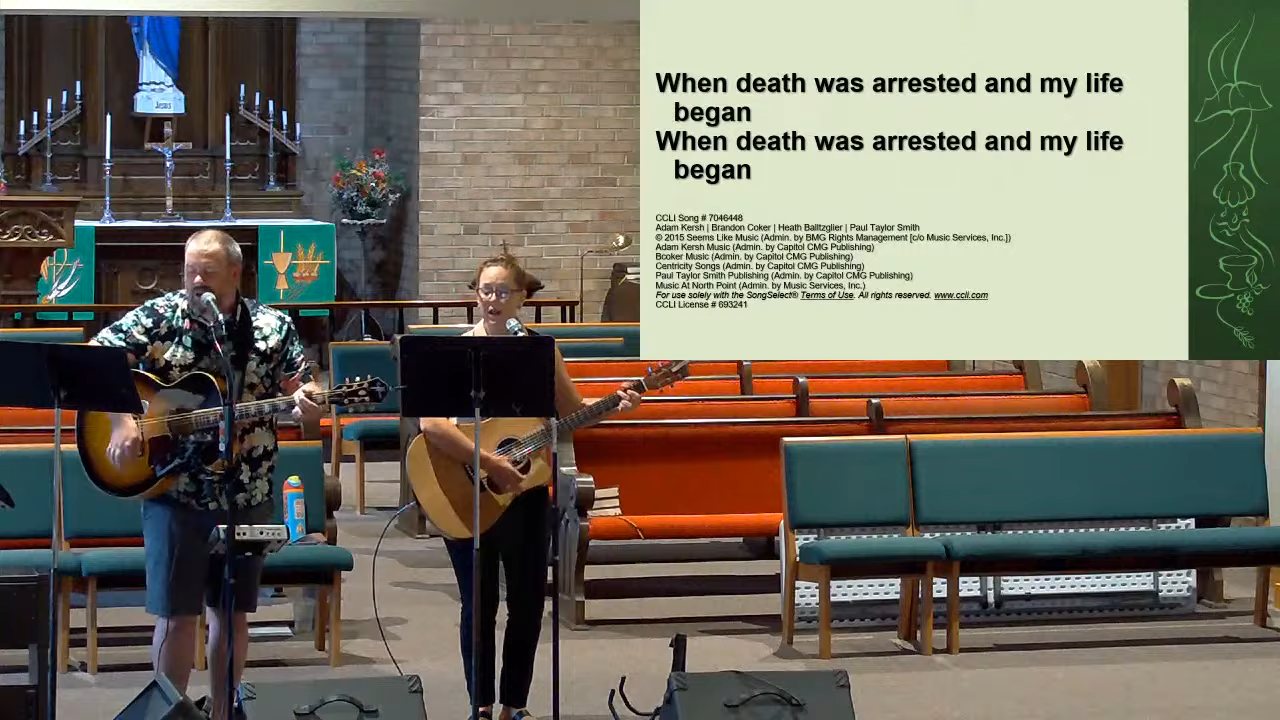 When death was arrested and my life
began
When death was arrested and my life
began
CCLI Song # 7046448
Adam Kersh | Brandon Coker | Heath Balltzglier | Paul Taylor Smith
© 2015 Seems Like Music (Admin. by BMG Rights Management [c/o Music Services, Inc.])
Adam Kersh Music (Admin. by Capitol CMG Publishing)
Bcoker Music (Admin. by Capitol CMG Publishing)
Centricity Songs (Admin. by Capitol CMG Publishing)
Paul Taylor Smith Publishing (Admin. by Capitol CMG Publishing)
Music At North Point (Admin. by Music Services, Inc.)
For use solely with the SongSelect® Terms of Use. All rights reserved. www.ccli.com
CCLI License # 693241
Jesus